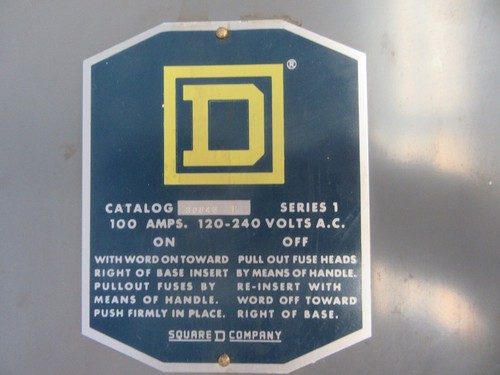 D ®
CATALOG SERIES 1
100 AMPS. 120-240 VOLTS A.C.
ON OFF
WITH WORD ON TOWARD
RIGHT OF BASE INSERT
PULLOUT FUSES BY
MEANS OF HANDLE.
PUSH FIRMLY IN PLACE.
PULL OUT FUSE HEADS
BY MEANS OF HANDLE.
RE-INSERT WITH
WORD OFF TOWARD
RIGHT OF BASE.
SQUARE D COMPANY